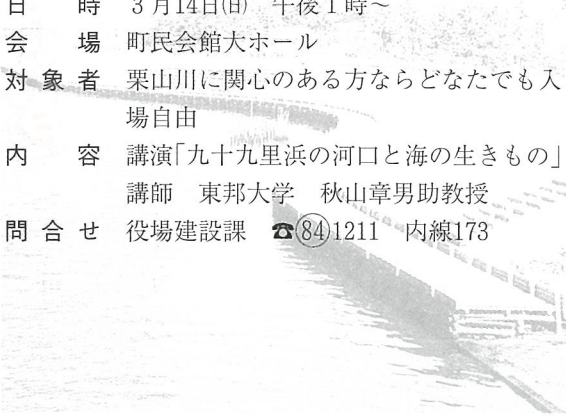 日時 3月14日(日) 午後1時~
会場 町民会館大ホール
対象者 栗山川に関心のある方ならどなたでも入
場自由
内容 講演「九十九里浜の河口と海の生きもの」
講師 東邦大学 秋山章男助教授
問合せ 役場建設課 ☎(84)1211 内線173